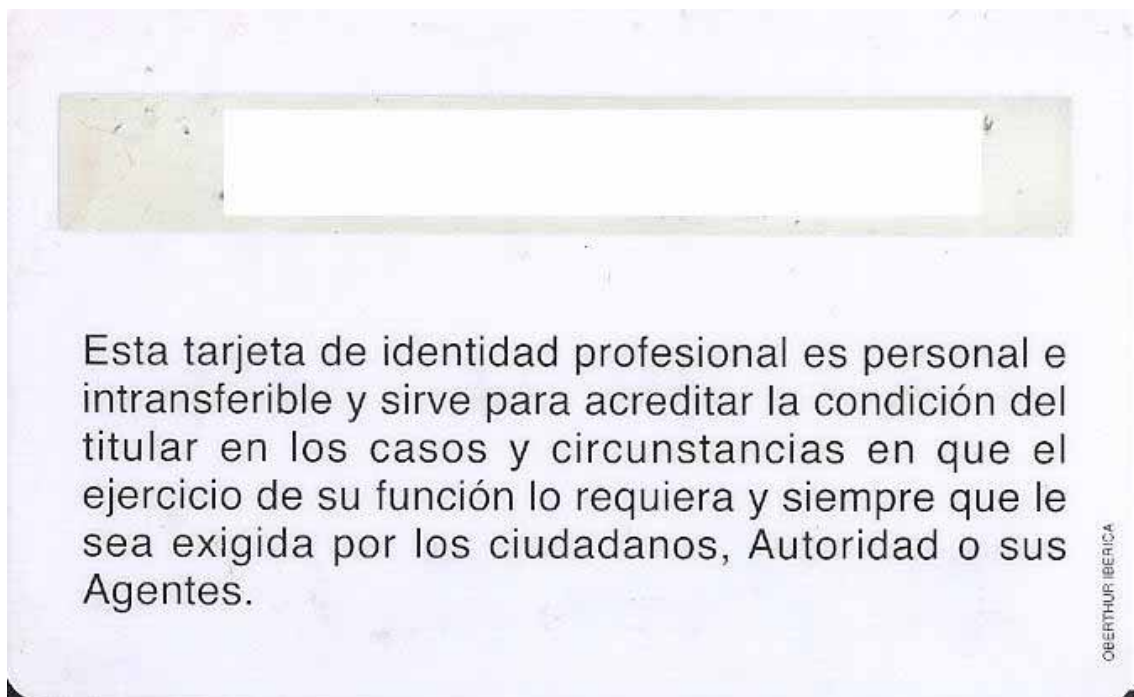 Esta tarjeta de identidad profesional es personal e
intransferible y sirve para acreditar la condición del
titular en los casos y circunstancias en que el
ejercicio de su función lo requiera y siempre que le
sea exigida por los ciudadanos, Autoridad o sus
Agentes.
OBERTHUR IBERICA